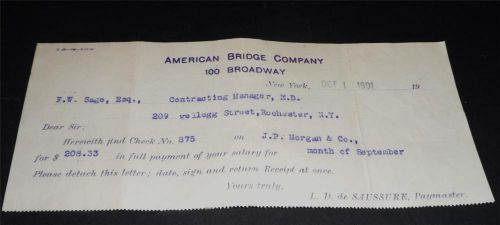 AMERICAN BRIDGE COMPANY
100 BROADWAY
New York, OCT 1 1901 19
F.W. Sage, Esq., Contracting Manager, E.D.
209 Kellogg Street, Rochester, N.Y.
Dear Sir:
Herewith find Check No. 875 on J.P. Morgan & Co.,
for $ 208.33 in full payment of your salary for month of September
Please detach this letter; date, sign and return Receipt at once.
Yours truly,
L. D. de SAUSSURE, Paymaster.